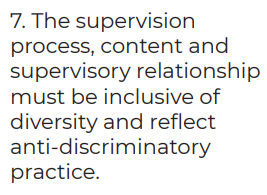 7. The supervision
process, content and
supervisory relationship
must be inclusive of
diversity and reflect
anti-discriminatory
practice.